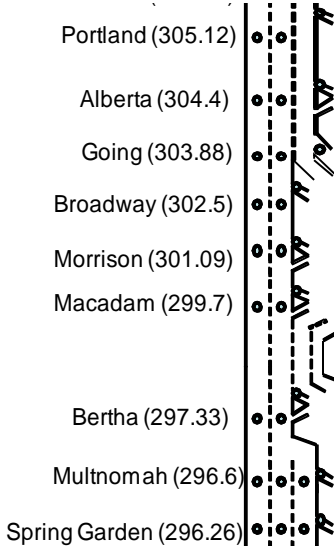 Portland (305.12)
Alberta (304.4)
Going (303.88)
Broadway (302.5)
Morrison (301.09)
Macadam (299.7)
Bertha (297.33)
Multnomah (296.6)
Spring Garden (296.26)